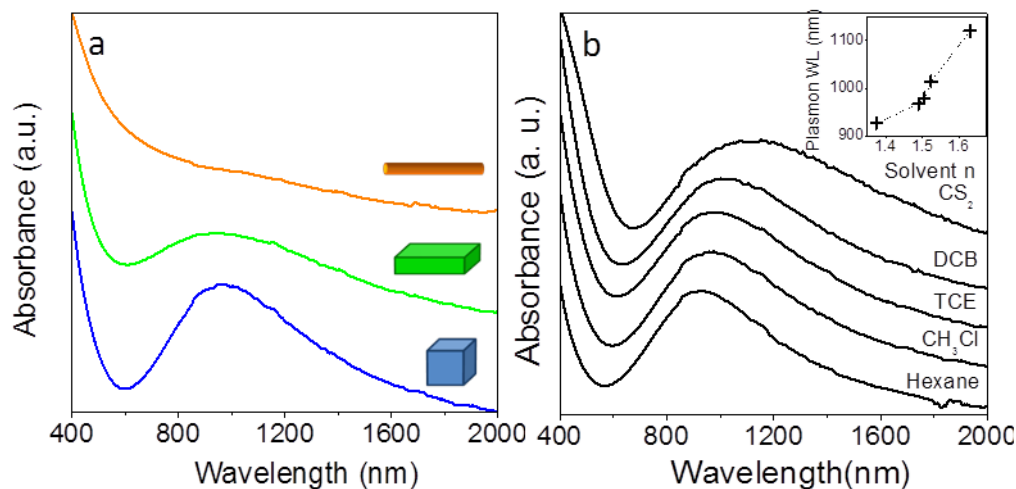 a
Absorbance (a.u.)
400 800 1200 1600 2000
Wavelength (nm)
b
Absorbance (a. u.)
Plasmon WL (nm)
1100
1000
900
1.4 1.5 1.6
Solvent n
CS₂
DCB
TCE
CH₃Cl
Hexane
400 800 1200 1600 2000
Wavelength(nm)